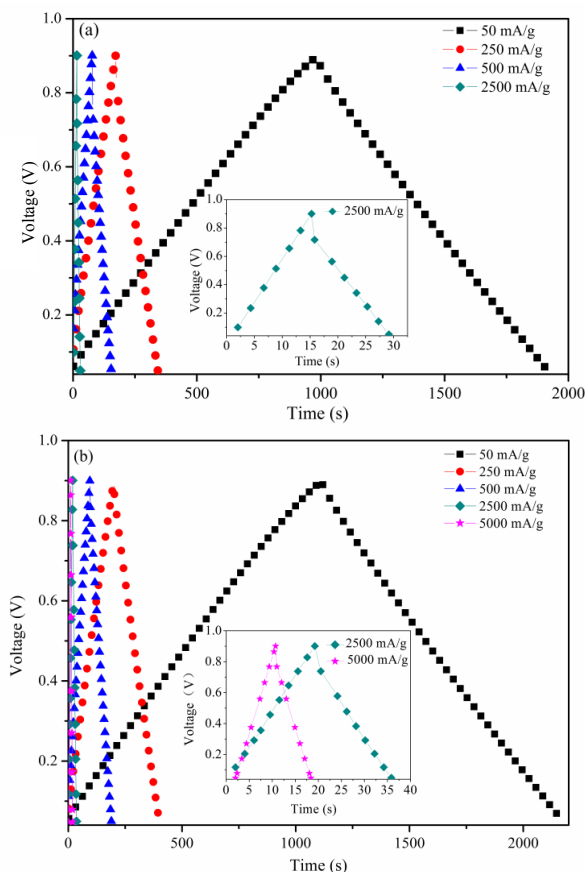 (a)
50 mA/g
250 mA/g
500 mA/g
2500 mA/g
Voltage (V)
1.0
0.8
0.6
0.4
0.2
0 500 1000 1500 2000
Time (s)
2500 mA/g
Voltage (V)
1.0
0.8
0.6
0.4
0.2
0 5 10 15 20 25 30
Time (s)
(b)
50 mA/g
250 mA/g
500 mA/g
2500 mA/g
5000 mA/g
Voltage (V)
1.0
0.8
0.6
0.4
0.2
0 500 1000 1500 2000
Time (s)
2500 mA/g
5000 mA/g
Voltage （V）
1.0
0.8
0.6
0.4
0.2
0 5 10 15 20 25 30 35 40
Time (s)